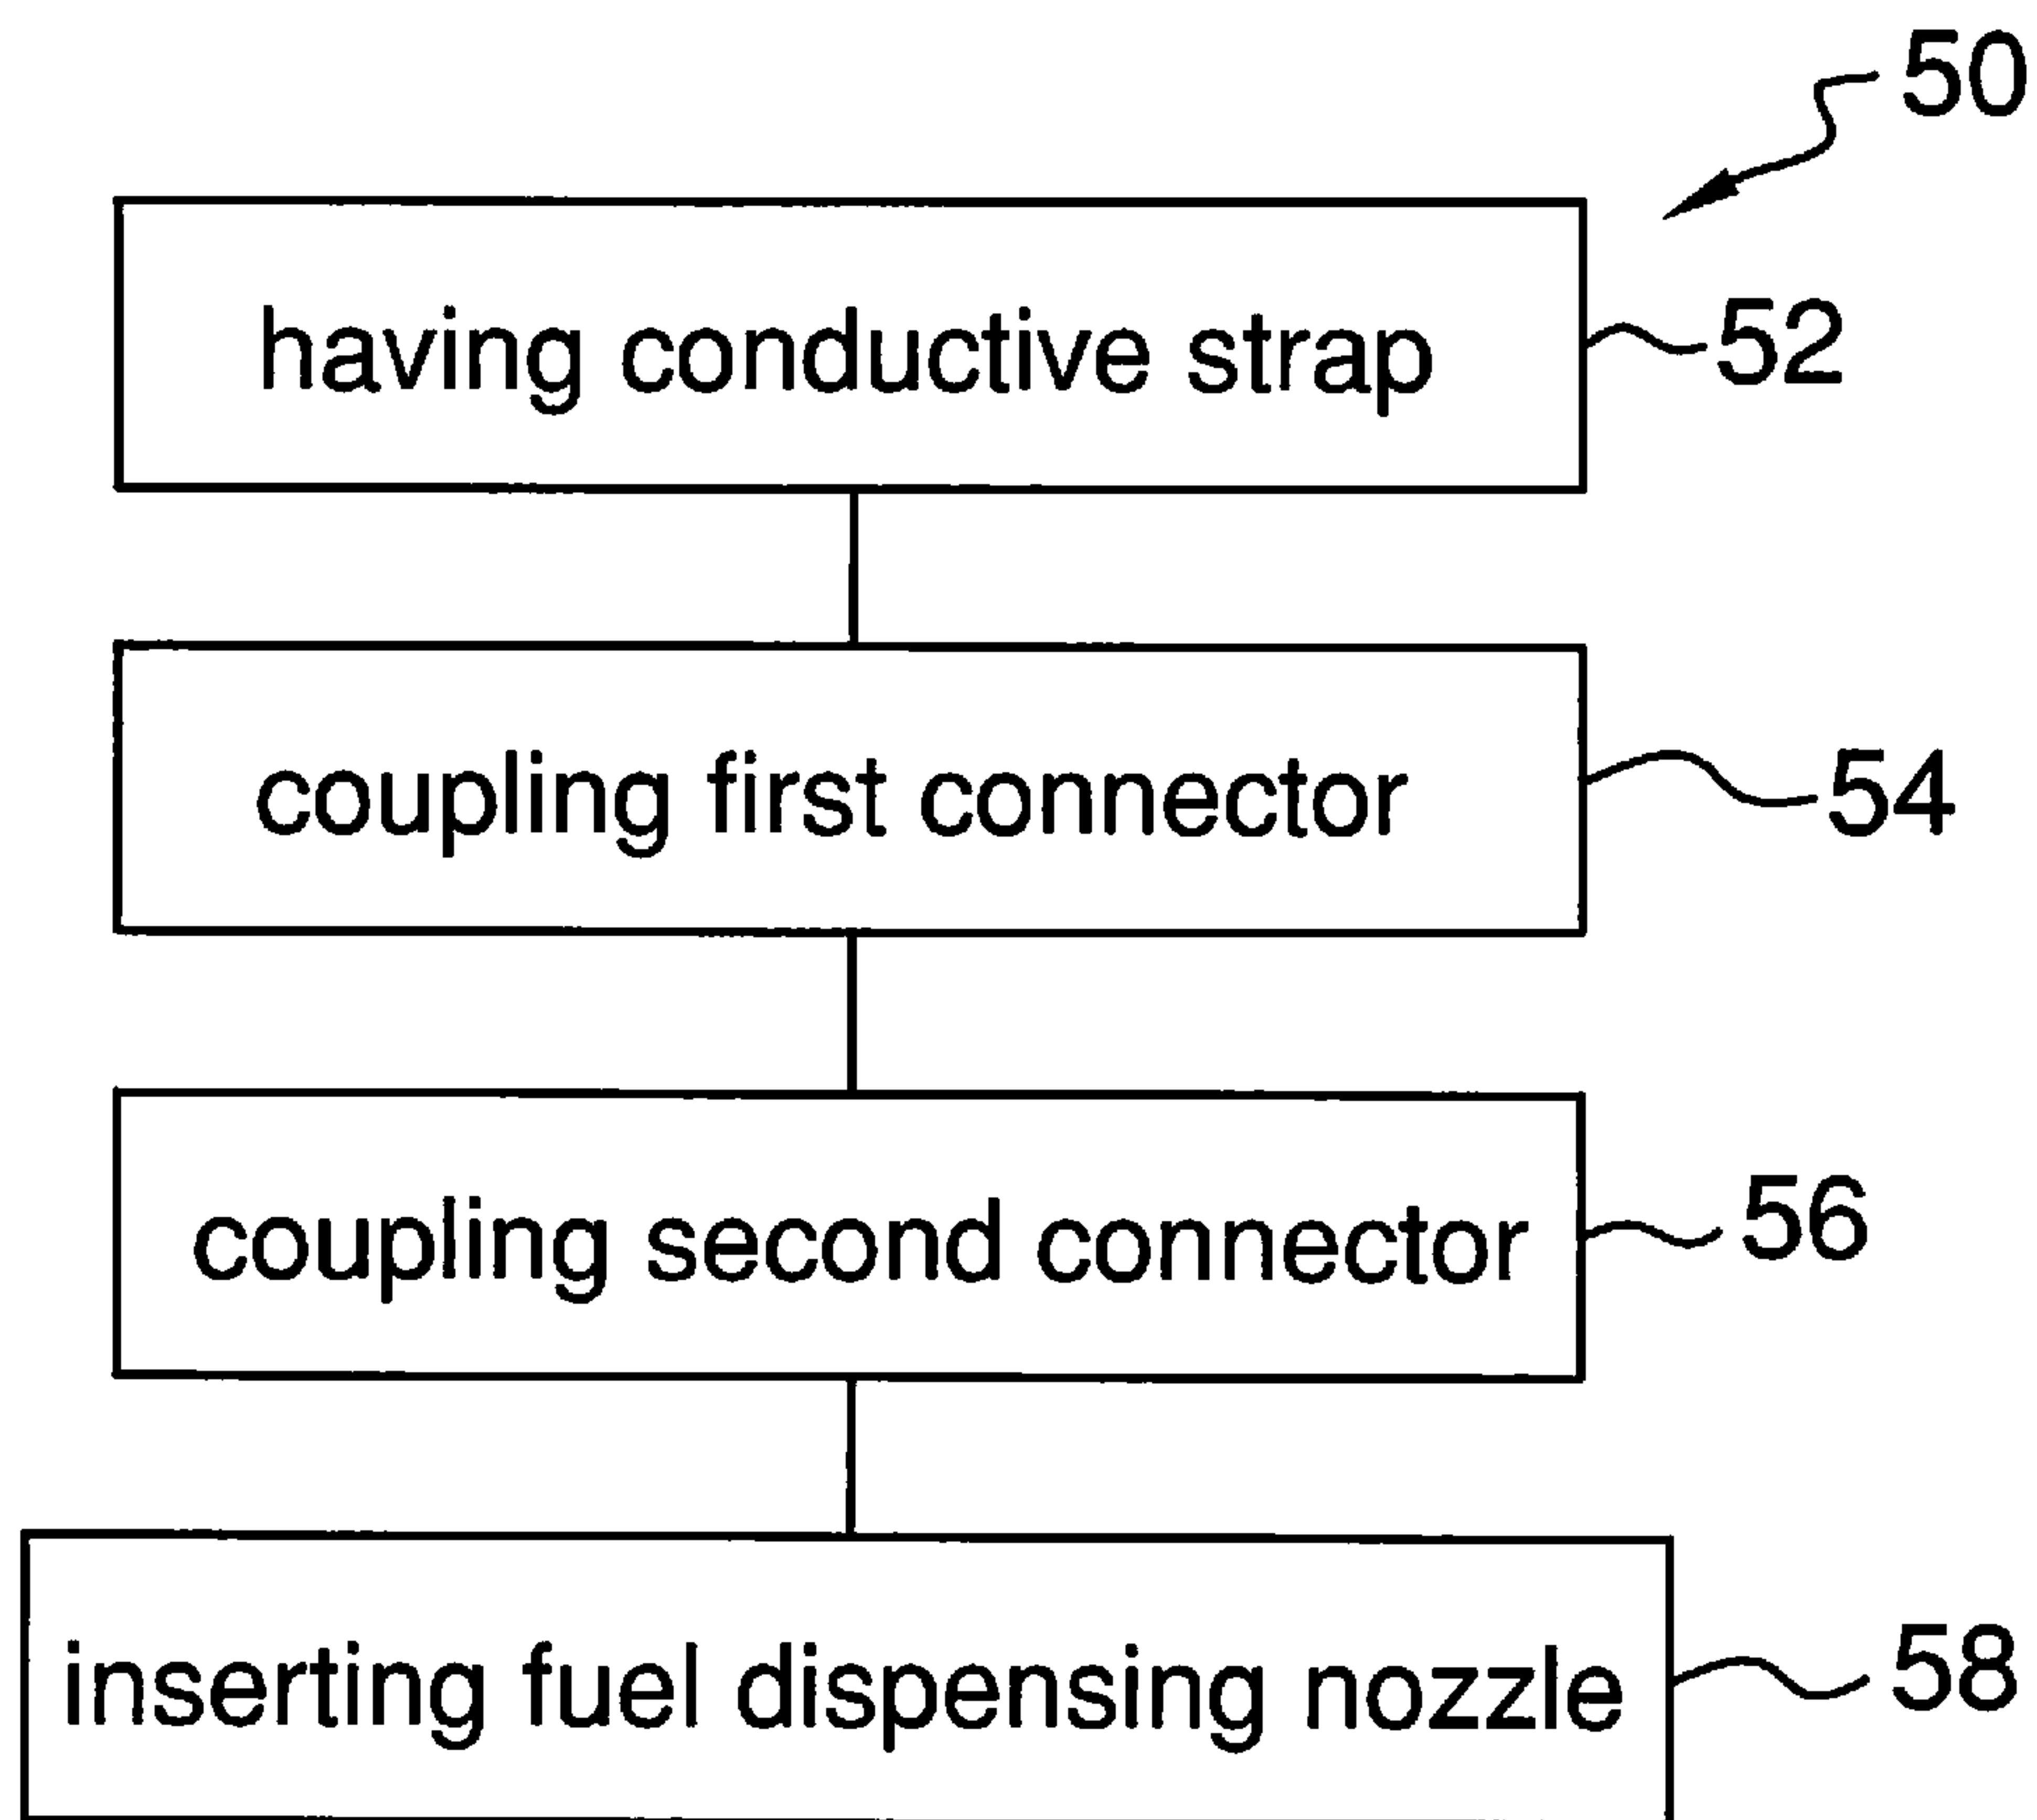 50
having conductive strap 52
coupling first connector 54
coupling second connector 56
inserting fuel dispensing nozzle 58